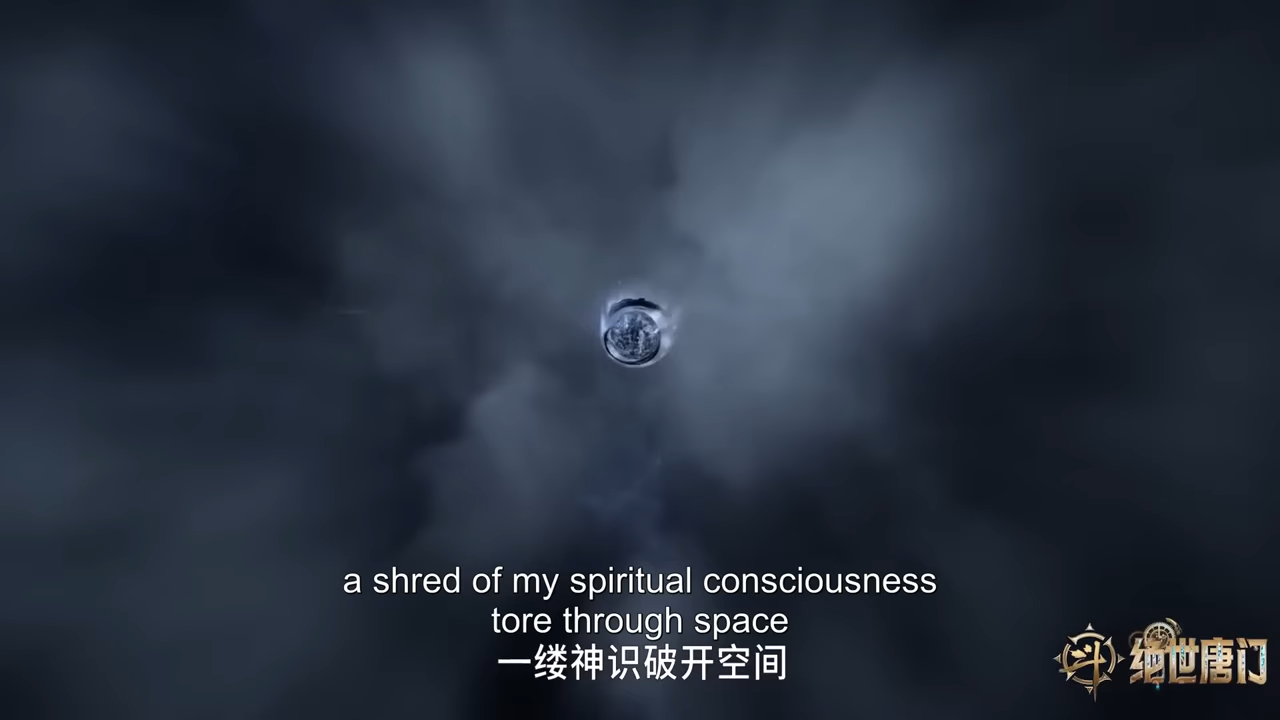 a shred of my spiritual consciousness
tore through space
一缕神识破开空间
斗 绝世唐门